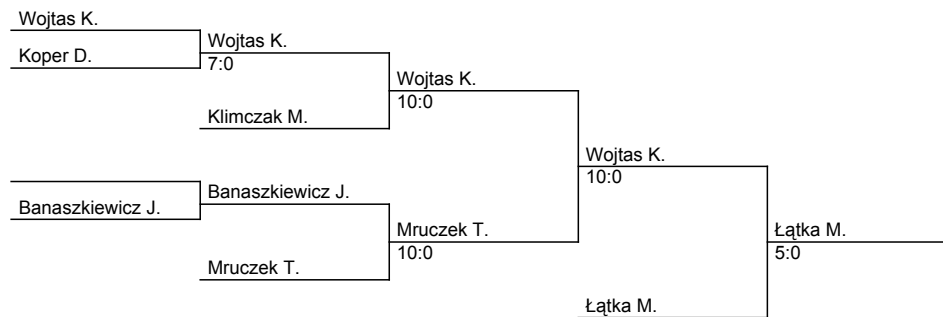 Wojtas K.
Koper D.
Wojtas K.
7:0
Klimczak M.
Wojtas K.
10:0
Banaszkiewicz J.
Banaszkiewicz J.
Mruczek T.
Mruczek T.
10:0
Wojtas K.
10:0
Łątka M.
Łątka M.
5:0